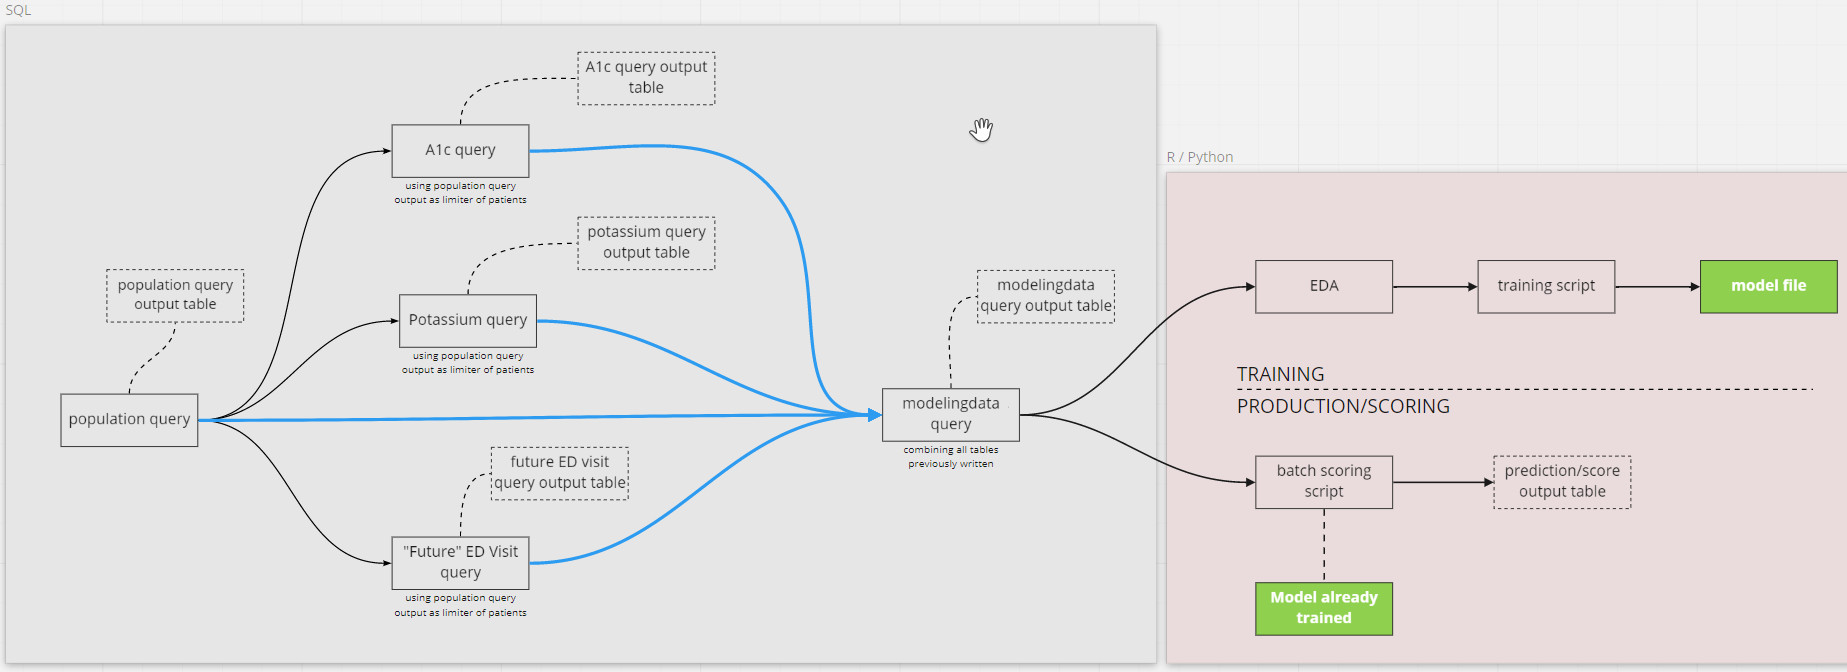 SQL
A1c query output
table
A1c query
using population query
output as limiter of patients
potassium query
output table
population query
output table
Potassium query
using population query
output as limiter of patients
population query
future ED visit
query output table
"Future" ED Visit
query
using population query
output as limiter of patients
modelingdata
query output table
modelingdata
query
combining all tables
previously written
R / Python
EDA
training script
model file
TRAINING
PRODUCTION/SCORING
batch scoring
script
prediction/score
output table
Model already
trained